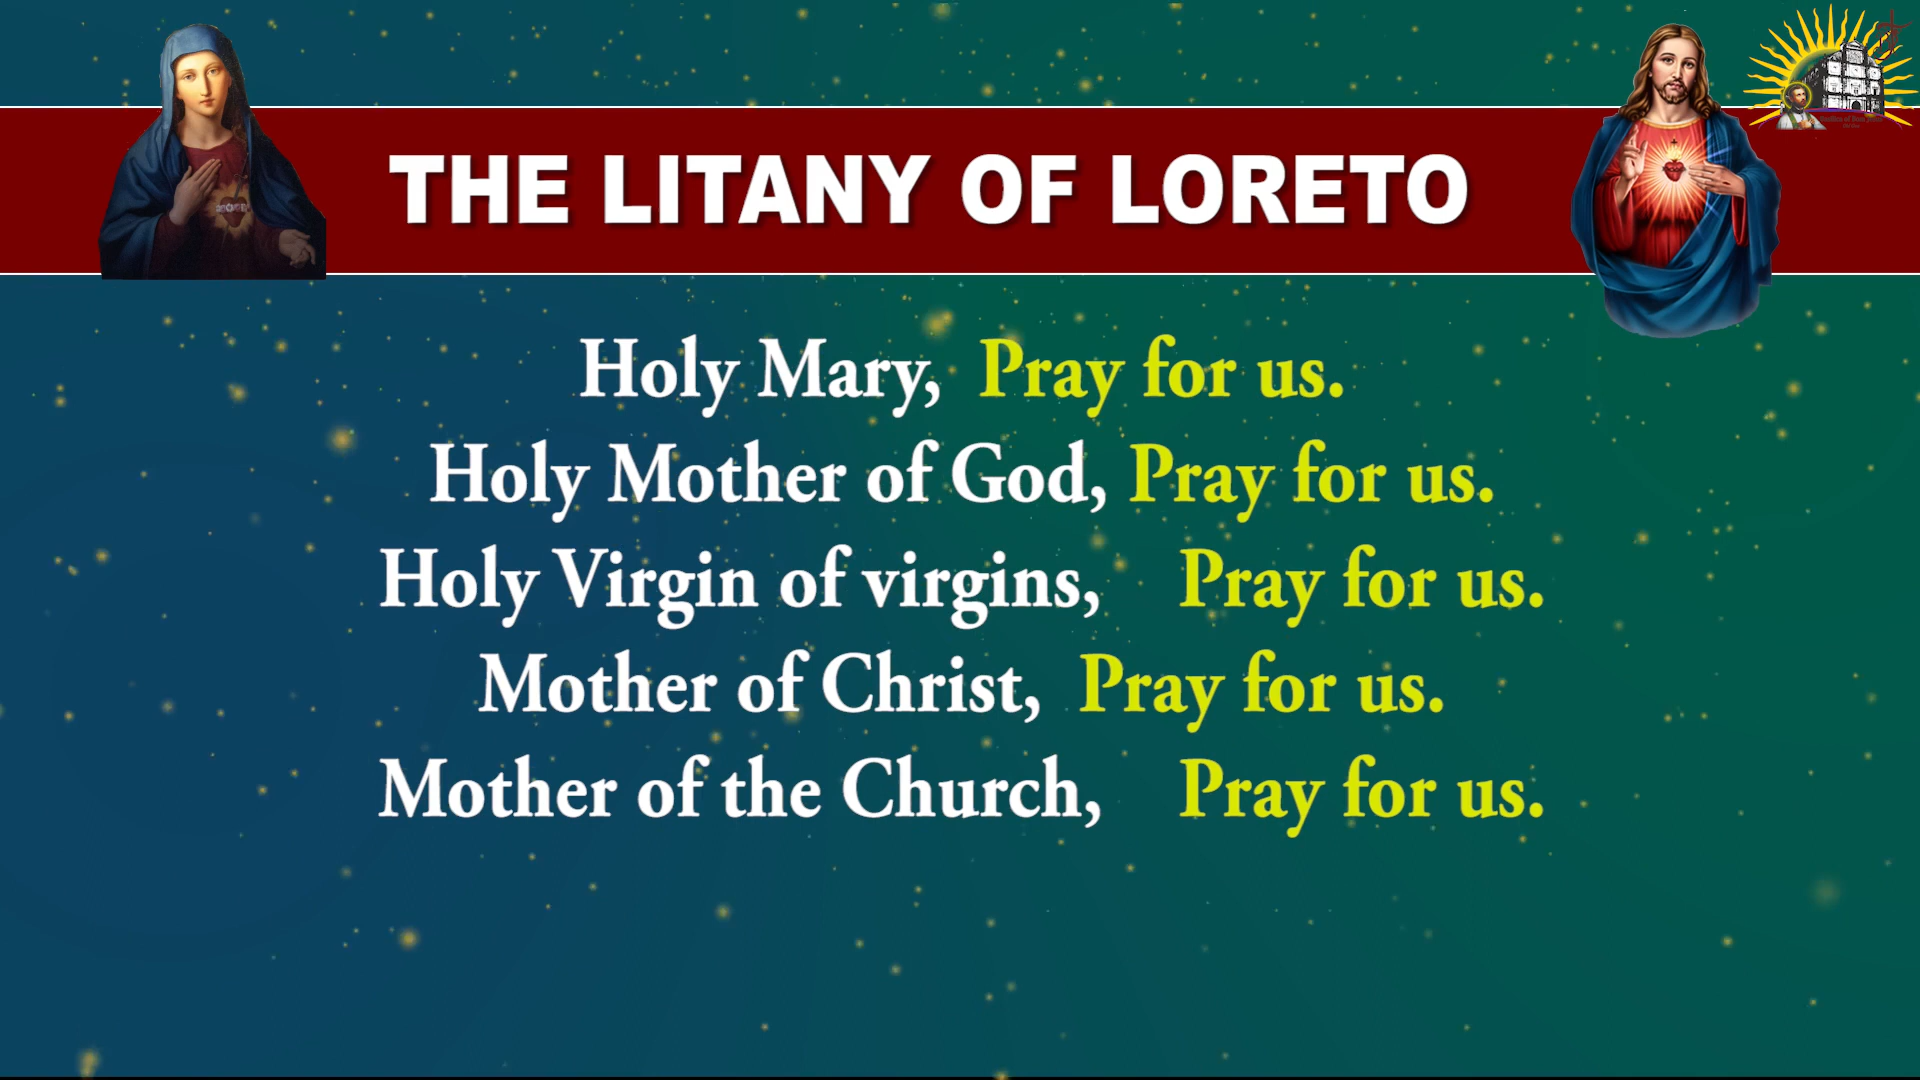 THE LITANY OF LORETO
Holy Mary, Pray for us.
Holy Mother of God, Pray for us.
Holy Virgin of virgins, Pray for us.
Mother of Christ, Pray for us.
Mother of the Church, Pray for us.